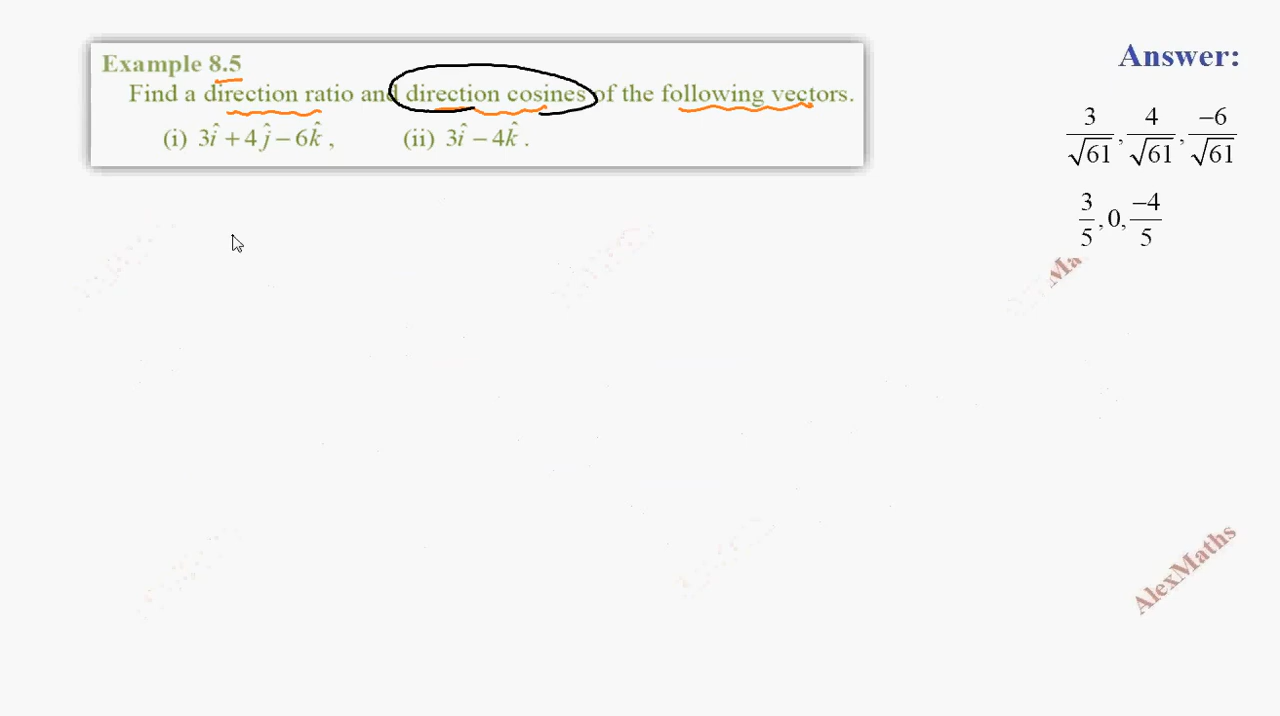 Example 8.5
Find a direction ratio and direction cosines of the following vectors.
(i) 3î + 4ĵ − 6k̂ , (ii) 3î − 4k̂ .
Answer:
3/√61 , 4/√61 , −6/√61
3/5 , 0, −4/5
Ma
AlexMaths